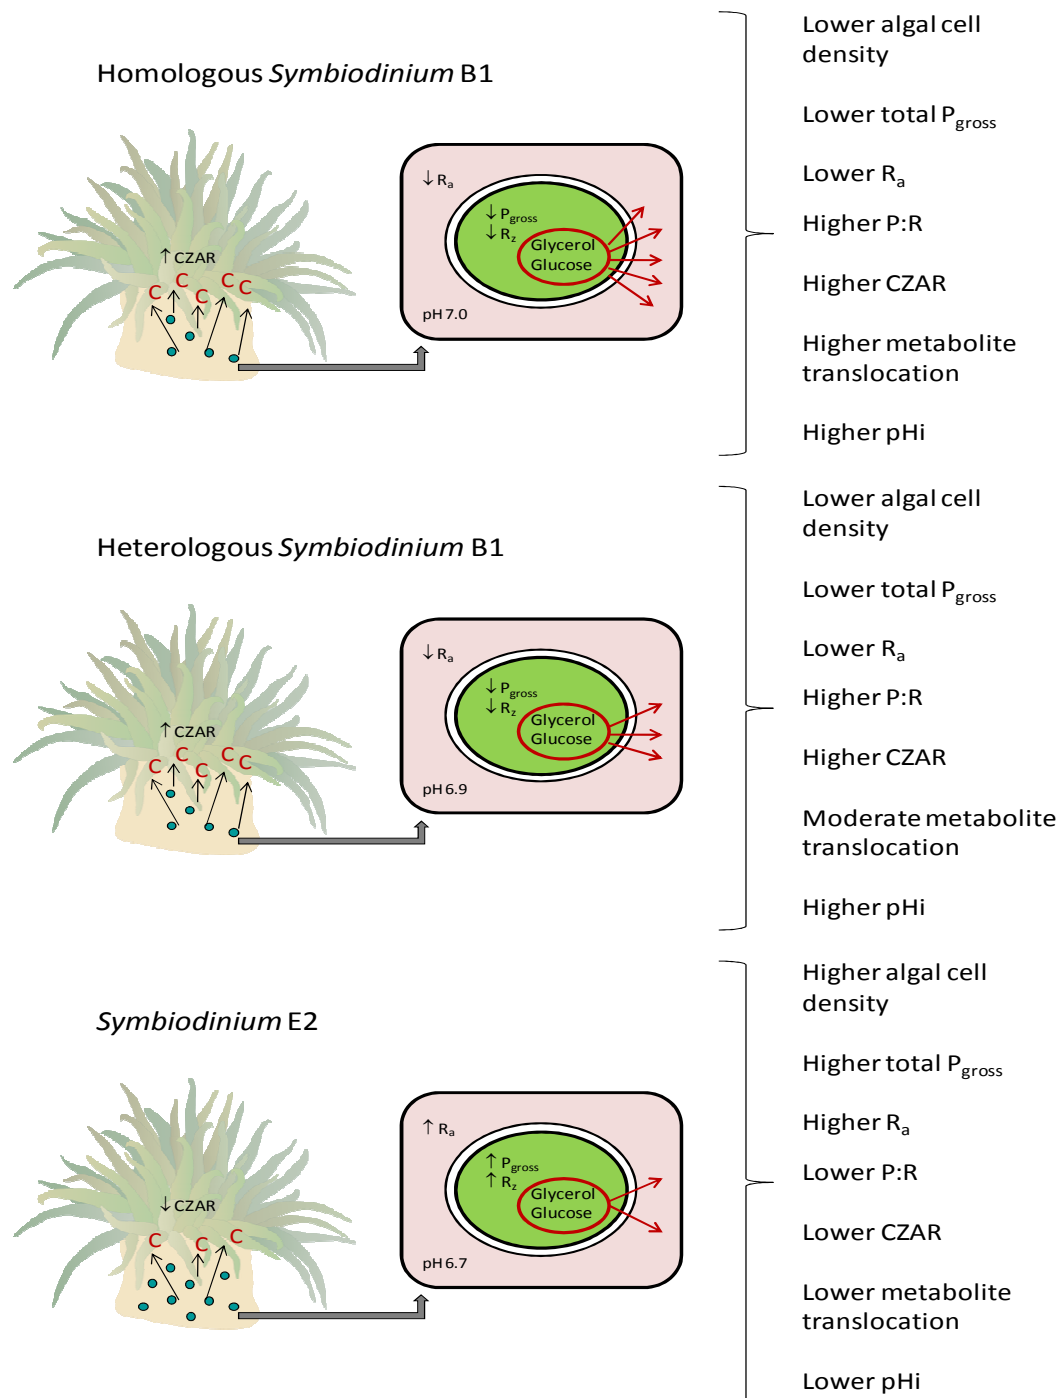 Homologous Symbiodinium B1
↑ CZAR
C C C C C
↓ Ra
↓ Pgross
↓ Rz
Glycerol
Glucose
pH 7.0
Lower algal cell
density
Lower total Pgross
Lower Ra
Higher P:R
Higher CZAR
Higher metabolite
translocation
Higher pHi
Heterologous Symbiodinium B1
↑ CZAR
C C C C C
↓ Ra
↓ Pgross
↓ Rz
Glycerol
Glucose
pH 6.9
Lower algal cell
density
Lower total Pgross
Lower Ra
Higher P:R
Higher CZAR
Moderate metabolite
translocation
Higher pHi
Symbiodinium E2
↓ CZAR
C C C
↑ Ra
↑ Pgross
↑ Rz
Glycerol
Glucose
pH 6.7
Higher algal cell
density
Higher total Pgross
Higher Ra
Lower P:R
Lower CZAR
Lower metabolite
translocation
Lower pHi